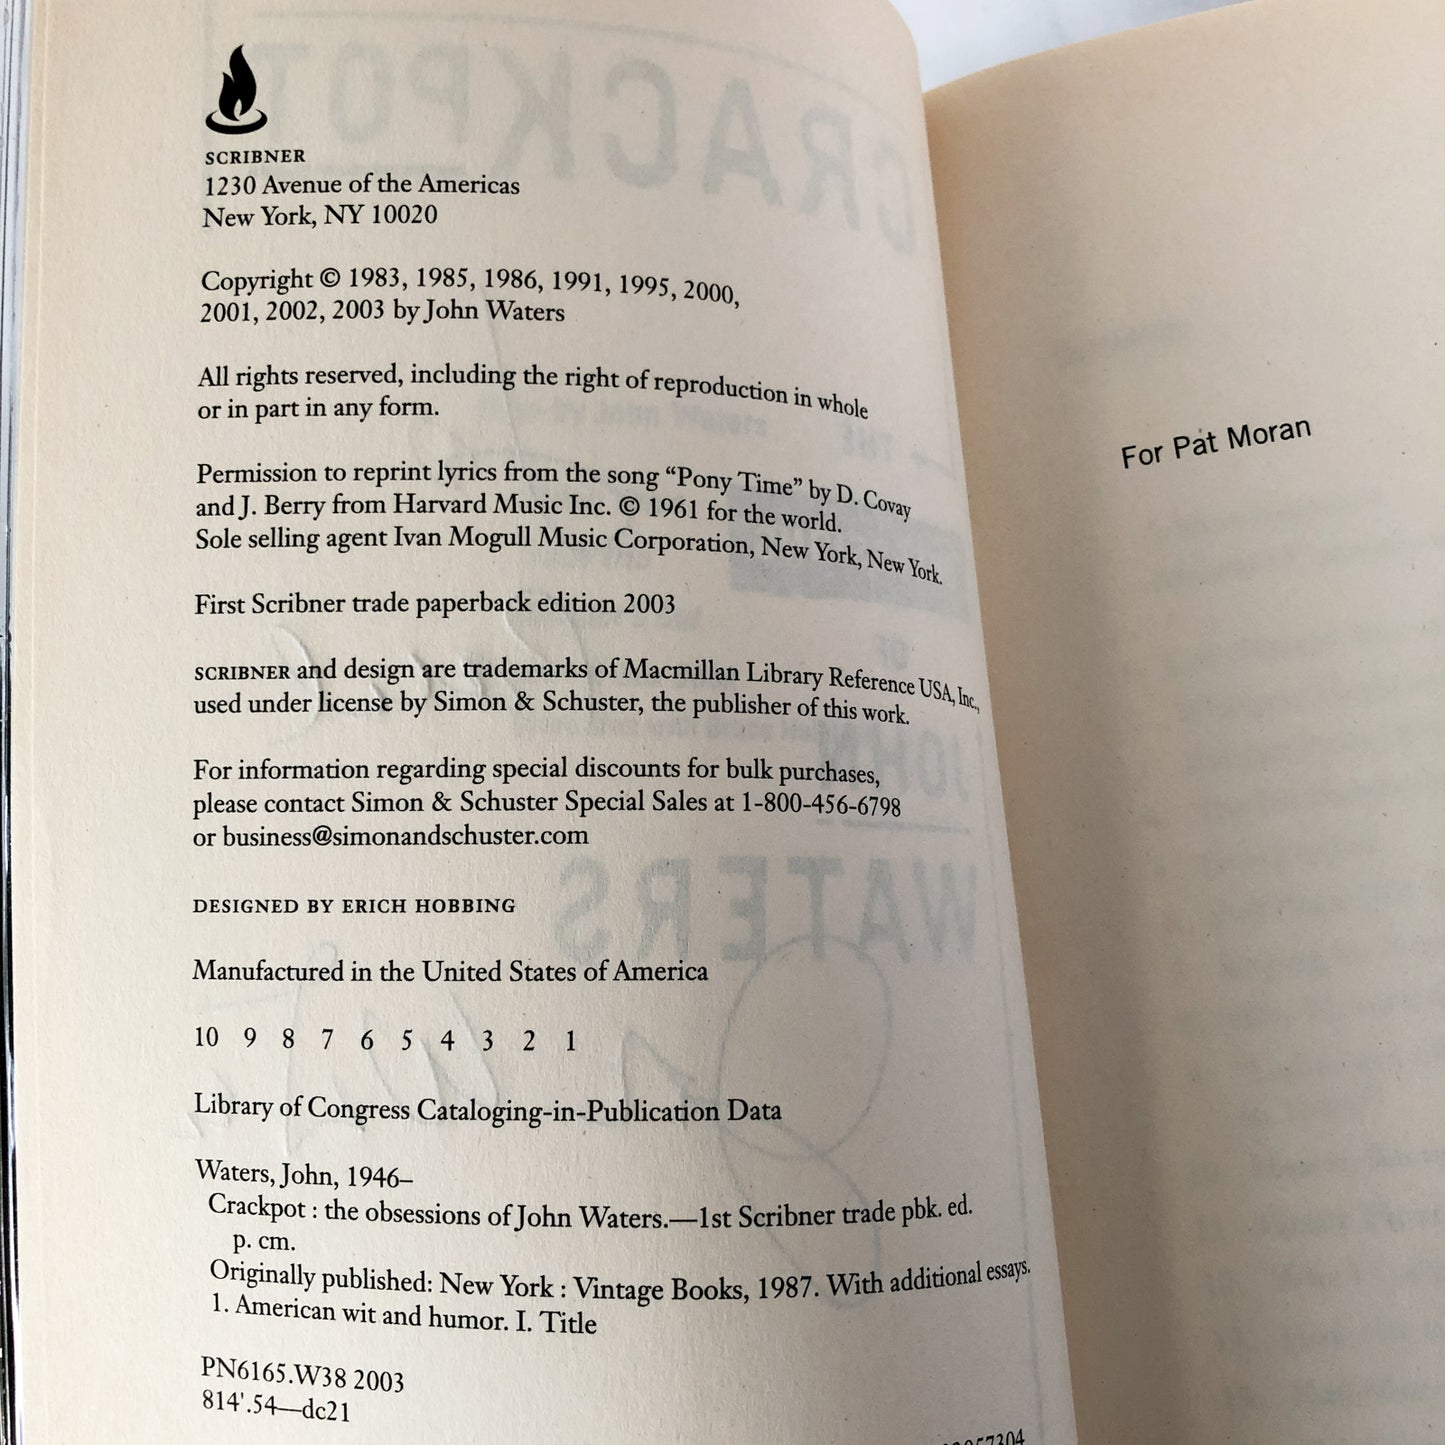 SCRIBNER
1230 Avenue of the Americas
New York, NY 10020
Copyright © 1983, 1985, 1986, 1991, 1995, 2000,
2001, 2002, 2003 by John Waters
All rights reserved, including the right of reproduction in whole
or in part in any form.
Permission to reprint lyrics from the song “Pony Time” by D. Covay
and J. Berry from Harvard Music Inc. © 1961 for the world.
Sole selling agent Ivan Mogull Music Corporation, New York, New York.
First Scribner trade paperback edition 2003
SCRIBNER and design are trademarks of Macmillan Library Reference USA, Inc.,
used under license by Simon & Schuster, the publisher of this work.
For information regarding special discounts for bulk purchases,
please contact Simon & Schuster Special Sales at 1-800-456-6798
or business@simonandschuster.com
DESIGNED BY ERICH HOBBING
Manufactured in the United States of America
10 9 8 7 6 5 4 3 2 1
Library of Congress Cataloging-in-Publication Data
Waters, John, 1946–
Crackpot : the obsessions of John Waters.—1st Scribner trade pbk. ed.
p. cm.
Originally published: New York : Vintage Books, 1987. With additional essays.
1. American wit and humor. I. Title
PN6165.W38 2003
814'.54—dc21
For Pat Moran
CRACKPOT
THE
OF
JOHN
WATERS